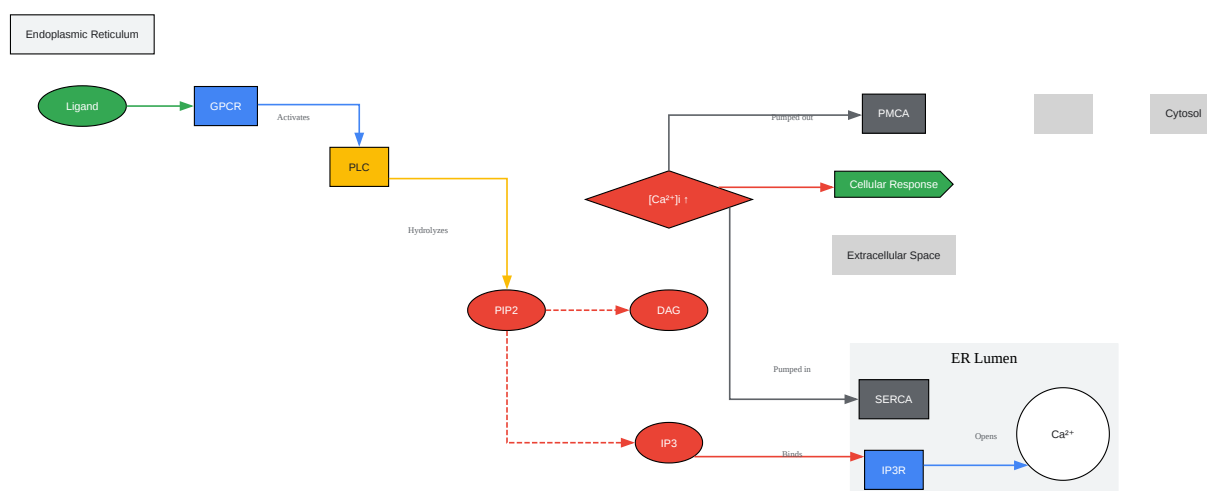 Endoplasmic Reticulum
Ligand
GPCR
Activates
PLC
Hydrolyzes
PIP2
DAG
IP3
[Ca²⁺]i ↑
Pumped out
PMCA
Cytosol
Cellular Response
Extracellular Space
Pumped in
ER Lumen
SERCA
Binds
IP3R
Opens
Ca²⁺